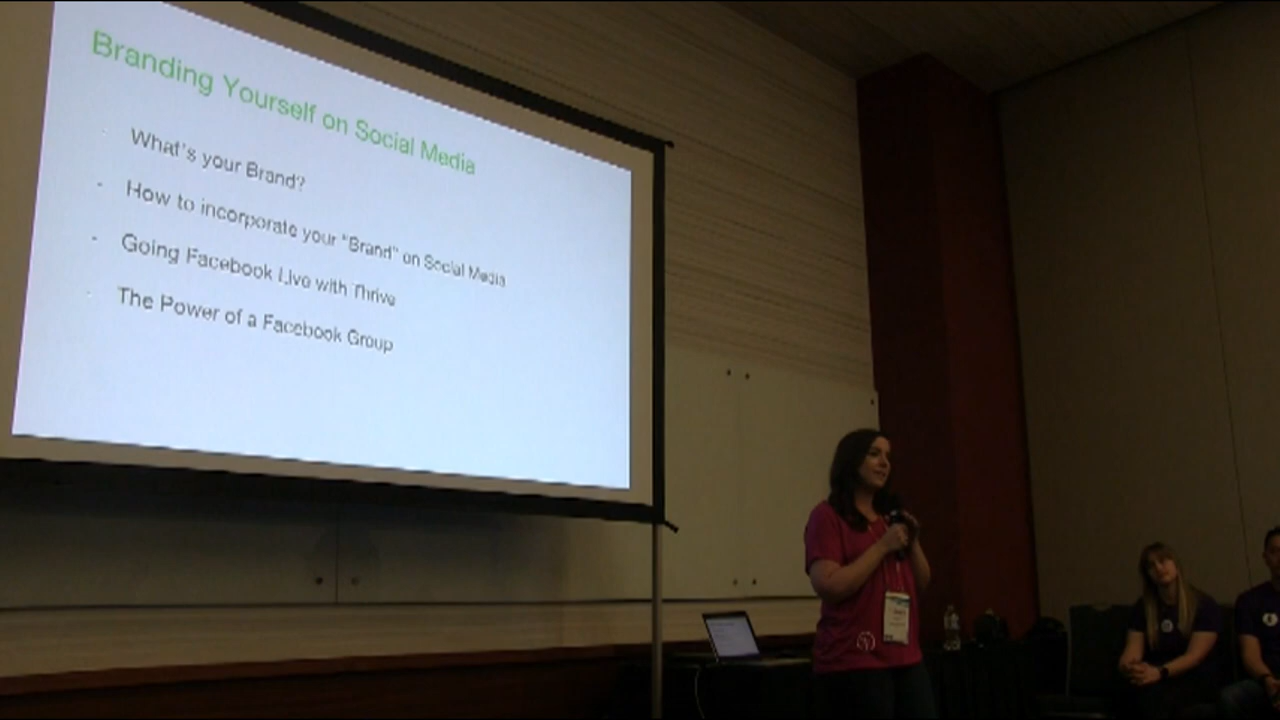 Branding Yourself on Social Media
- What's your Brand?
- How to incorporate your "Brand" on Social Media
- Going Facebook Live with Thrive
- The Power of a Facebook Group